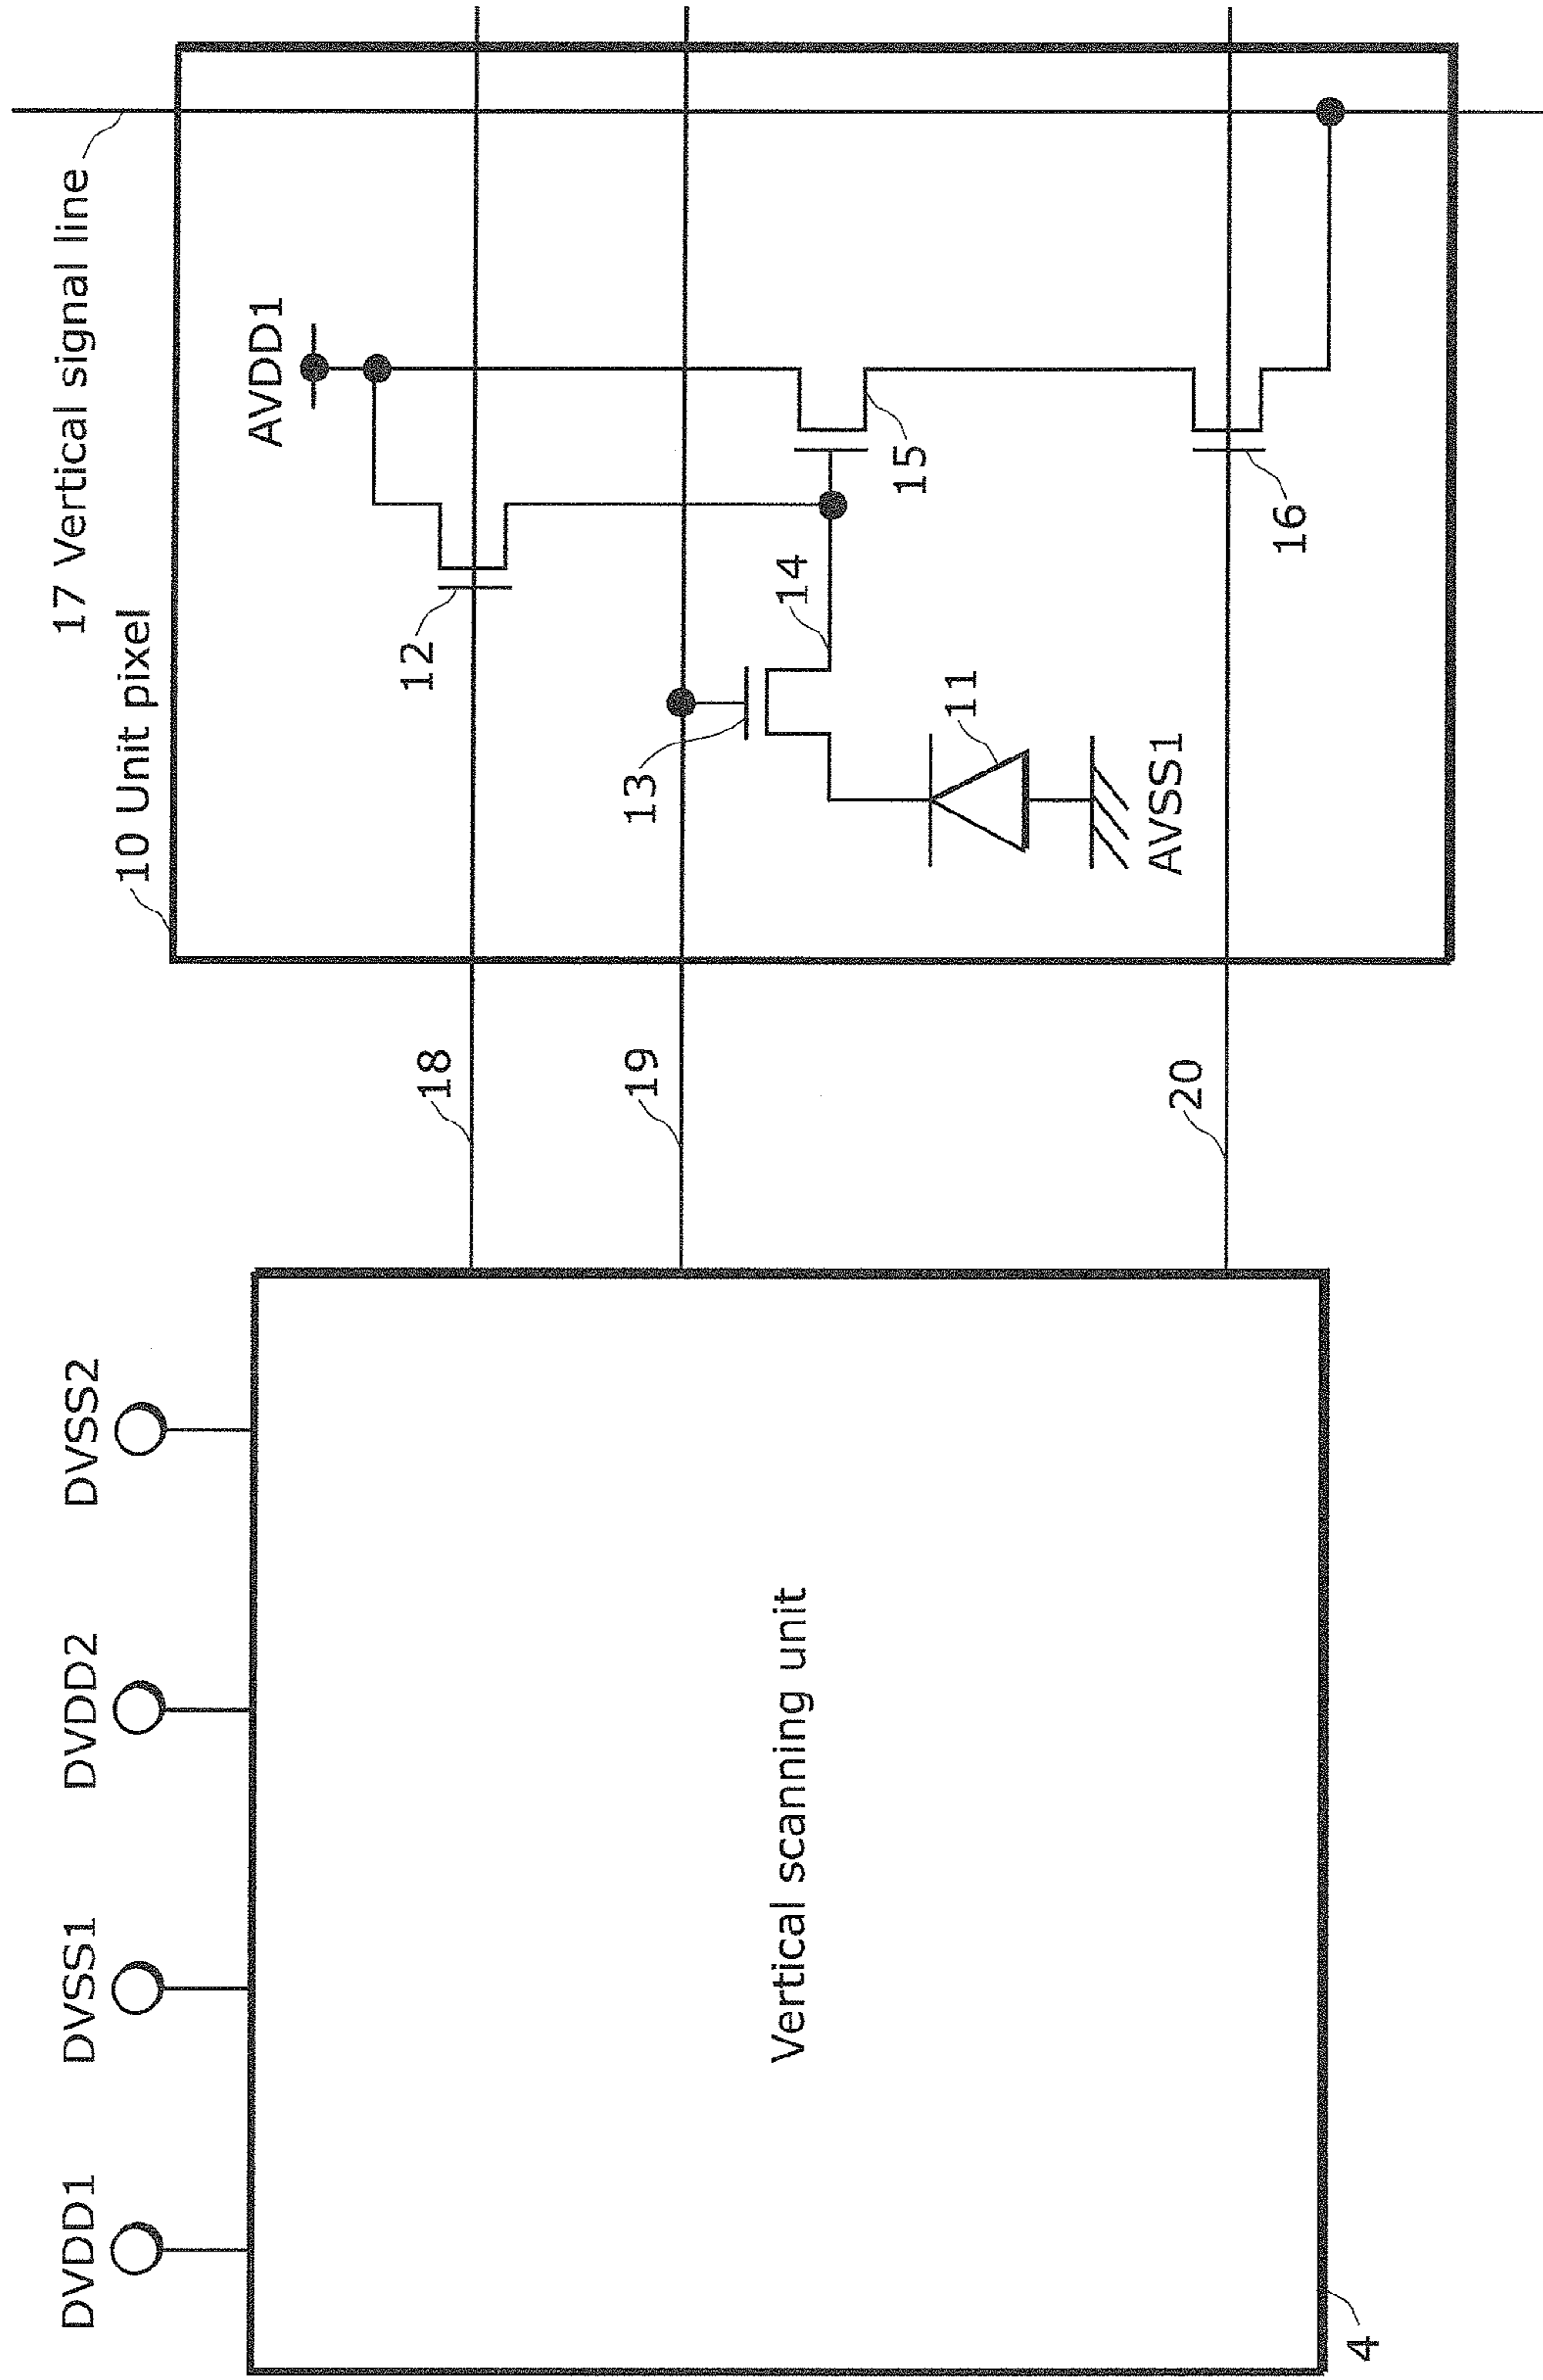 DVDD1
DVSS1
DVDD2
DVSS2
10 Unit pixel
17 Vertical signal line
AVDD1
12
18
13
19
14
15
11
AVSS1
20
16
Vertical scanning unit
4